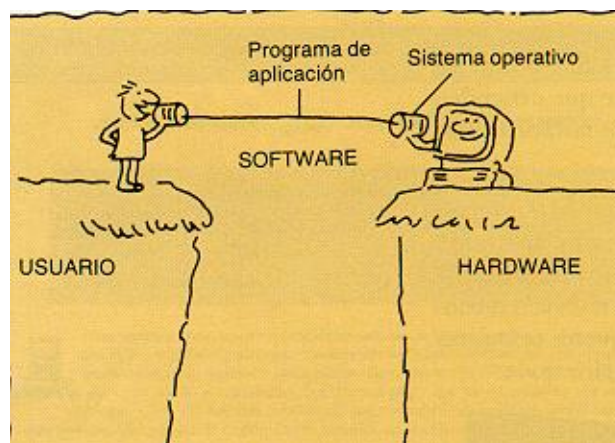 Programa de
aplicación
Sistema operativo
SOFTWARE
USUARIO
HARDWARE